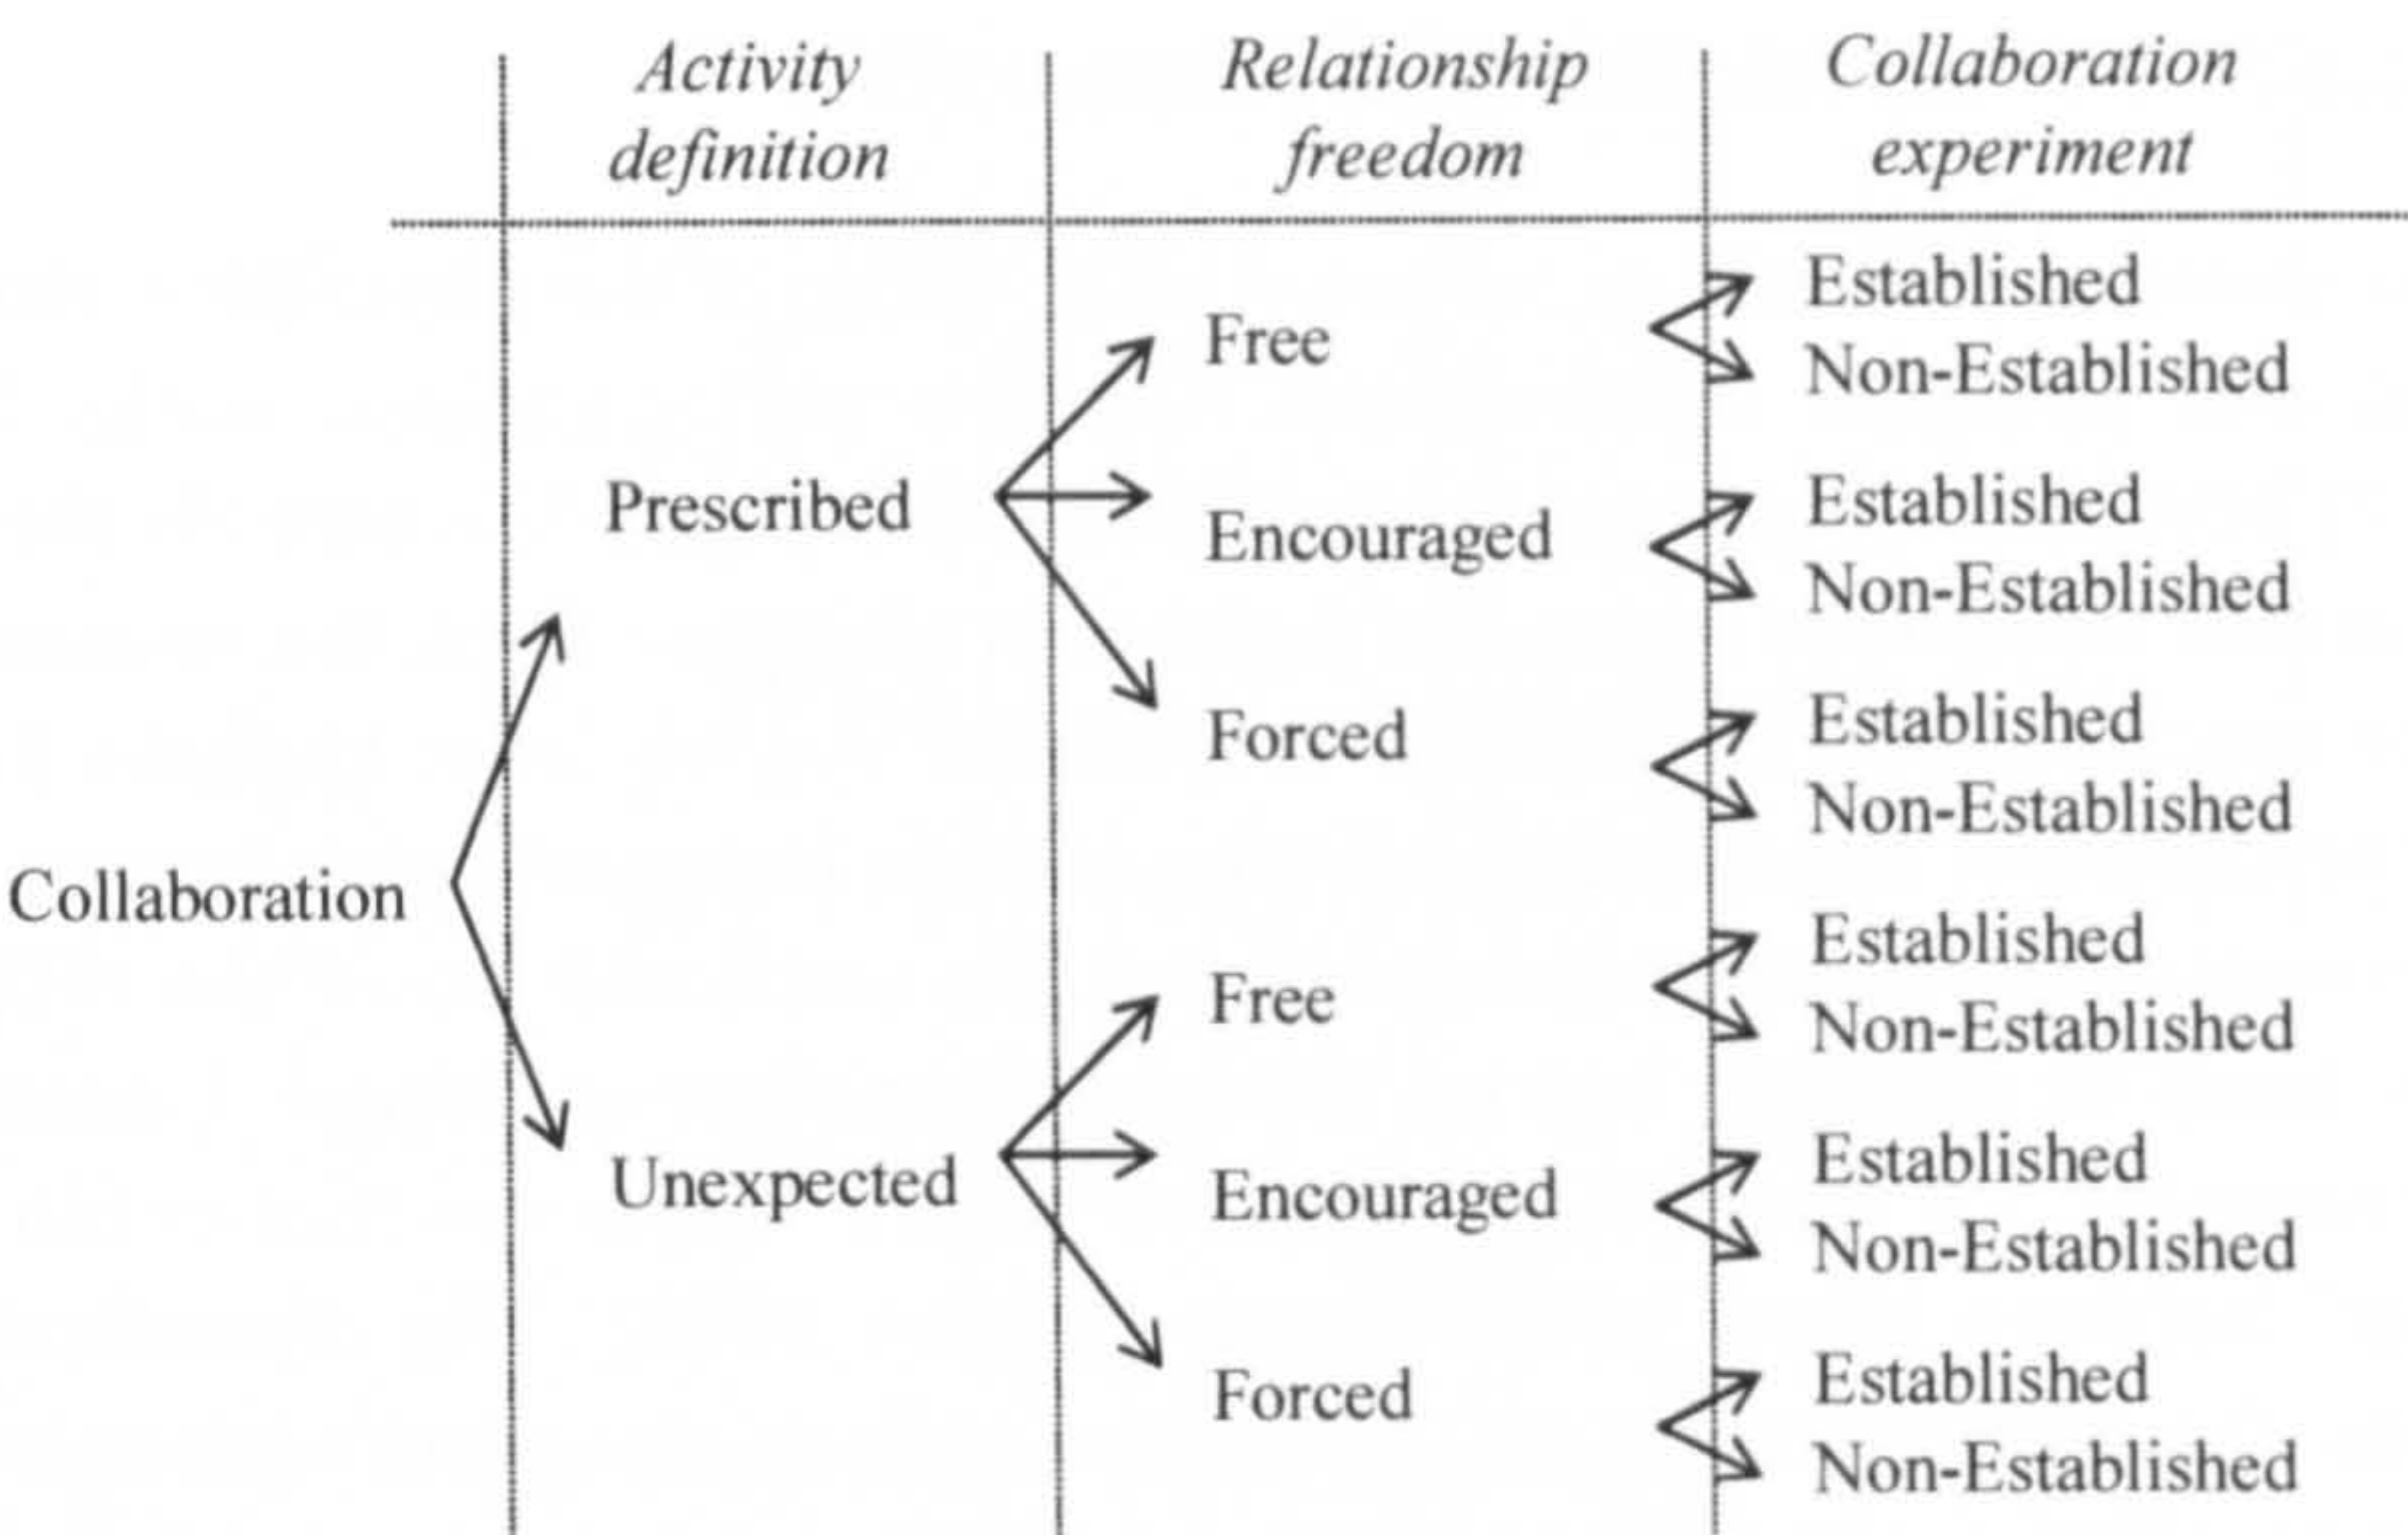 Activity
definition
Relationship
freedom
Collaboration
experiment
Established
Free
Non-Established
Established
Prescribed
Encouraged
Non-Established
Established
Forced
Non-Established
Collaboration
Established
Free
Non-Established
Established
Unexpected
Encouraged
Non-Established
Established
Forced
Non-Established